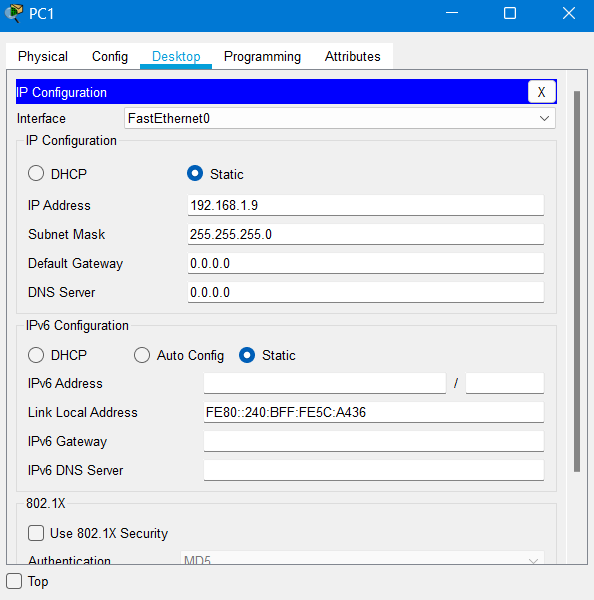 PC1
Physical Config Desktop Programming Attributes
IP Configuration X
Interface FastEthernet0
IP Configuration
DHCP Static
IP Address 192.168.1.9
Subnet Mask 255.255.255.0
Default Gateway 0.0.0.0
DNS Server 0.0.0.0
IPv6 Configuration
DHCP Auto Config Static
IPv6 Address /
Link Local Address FE80::240:BFF:FE5C:A436
IPv6 Gateway
IPv6 DNS Server
802.1X
Use 802.1X Security
Authentication MD5
Top